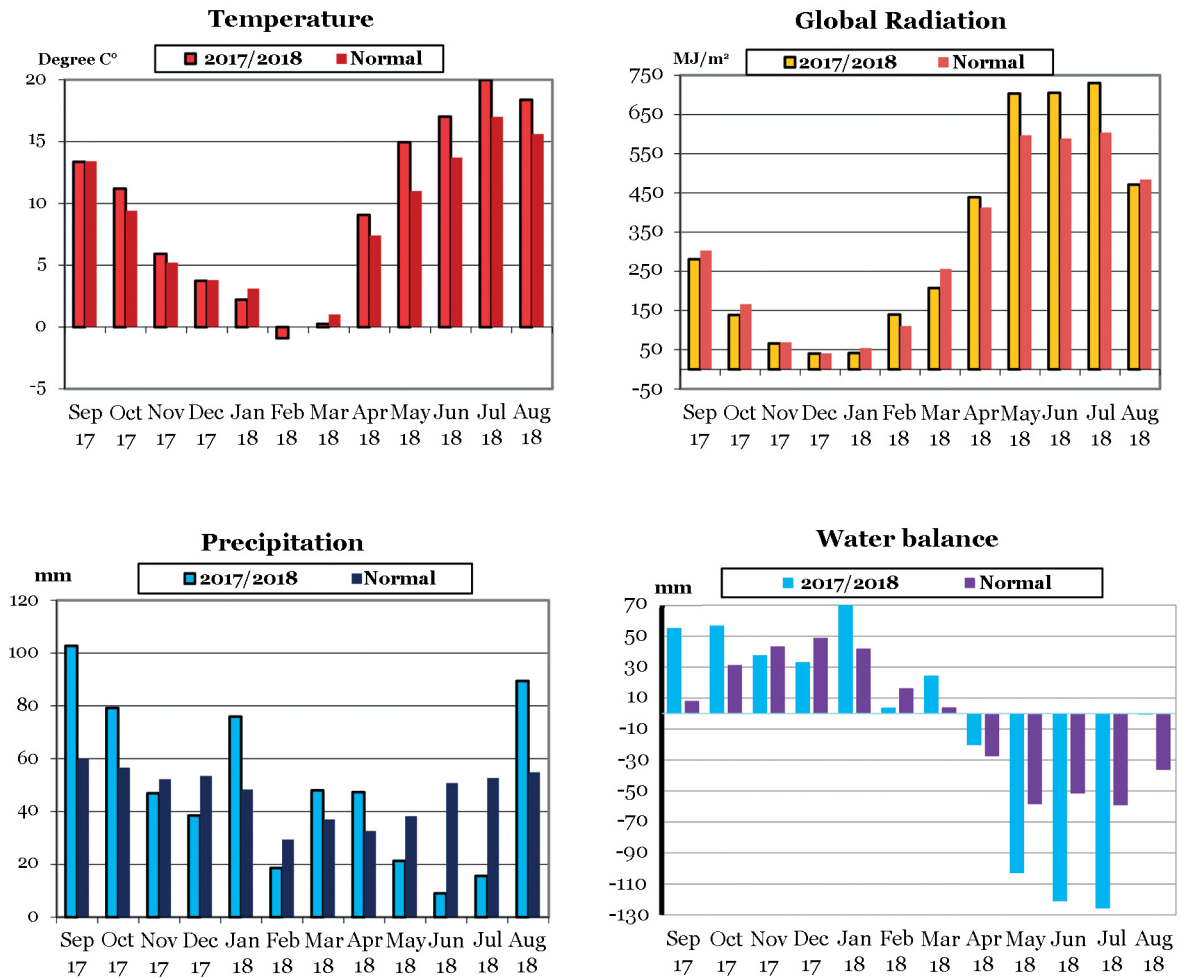 Temperature
Degree C°
2017/2018 Normal
20
15
10
5
0
-5
Sep Oct Nov Dec Jan Feb Mar Apr May Jun Jul Aug
17 17 17 17 18 18 18 18 18 18 18 18
Global Radiation
MJ/m²
2017/2018 Normal
750
650
550
450
350
250
150
50
-50
Sep Oct Nov Dec Jan Feb Mar Apr May Jun Jul Aug
17 17 17 17 18 18 18 18 18 18 18 18
Precipitation
mm
2017/2018 Normal
120
100
80
60
40
20
0
Sep Oct Nov Dec Jan Feb Mar Apr May Jun Jul Aug
17 17 17 17 18 18 18 18 18 18 18 18
Water balance
mm
2017/2018 Normal
70
50
30
10
-10
-30
-50
-70
-90
-110
-130
Sep Oct Nov Dec Jan Feb Mar Apr May Jun Jul Aug
17 17 17 17 18 18 18 18 18 18 18 18